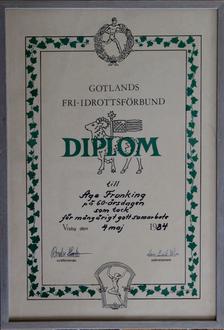 GOTLANDS
FRI-IDROTTSFÖRBUND
DIPLOM
till
Åge Franking
på 60-årsdagen
som tack
för mångårigt gott samarbete
Visby den 4 maj 1984